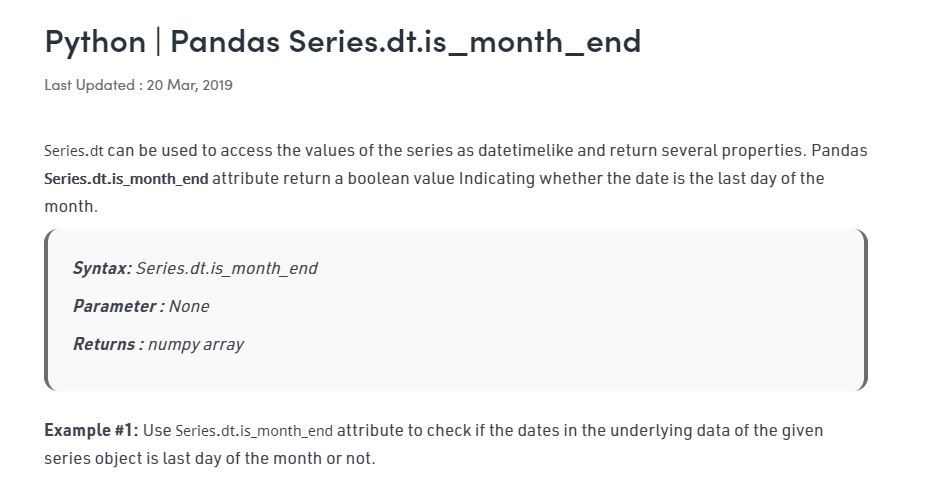 Python | Pandas Series.dt.is_month_end
Last Updated : 20 Mar, 2019
Series.dt can be used to access the values of the series as datetimelike and return several properties. Pandas
Series.dt.is_month_end attribute return a boolean value Indicating whether the date is the last day of the
month.
Syntax: Series.dt.is_month_end
Parameter : None
Returns : numpy array
Example #1: Use Series.dt.is_month_end attribute to check if the dates in the underlying data of the given
series object is last day of the month or not.